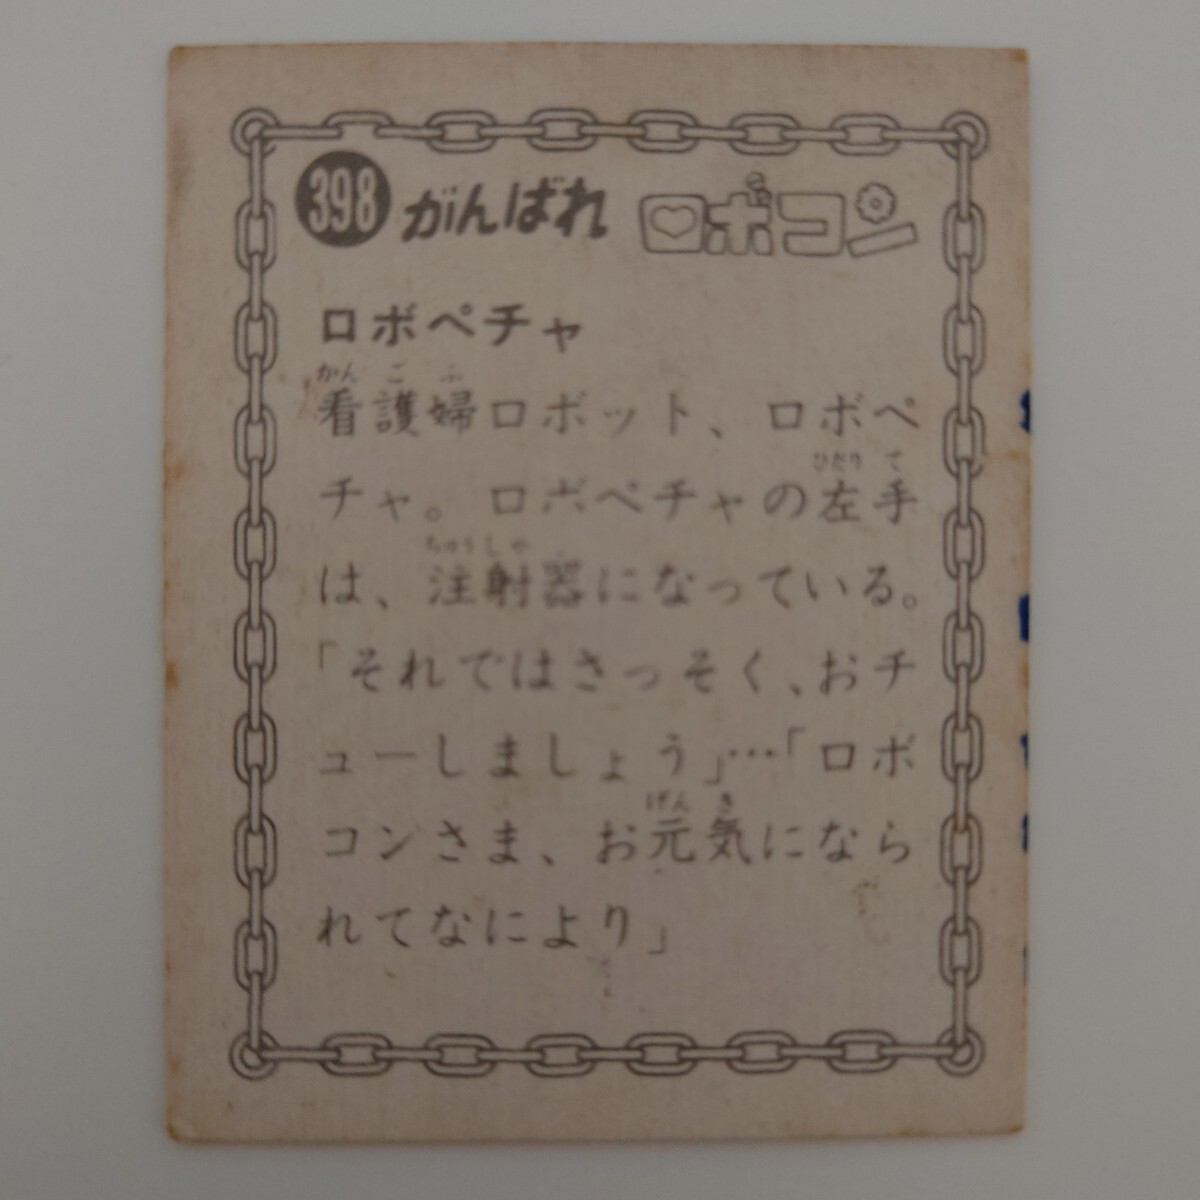 398 がんばれ ロボコン
ロボペチャ
看護婦ロボット、ロボペ
チャ。ロボペチャの左手
は、注射器になっている。
「それではさっそく、おチ
ューしましょう」…「ロボ
コンさま、お元気になら
れてなにより」